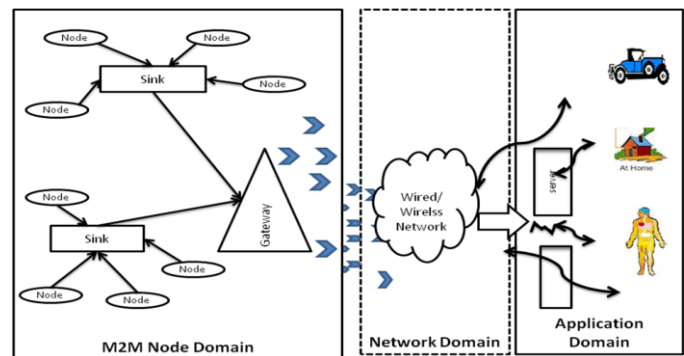 Node
Node
Node
Sink
Node
Node
Gateway
Node
Sink
Node
Node
Node
M2M Node Domain
Wired/
Wirelss
Network
Network Domain
At Home
server
Application
Domain